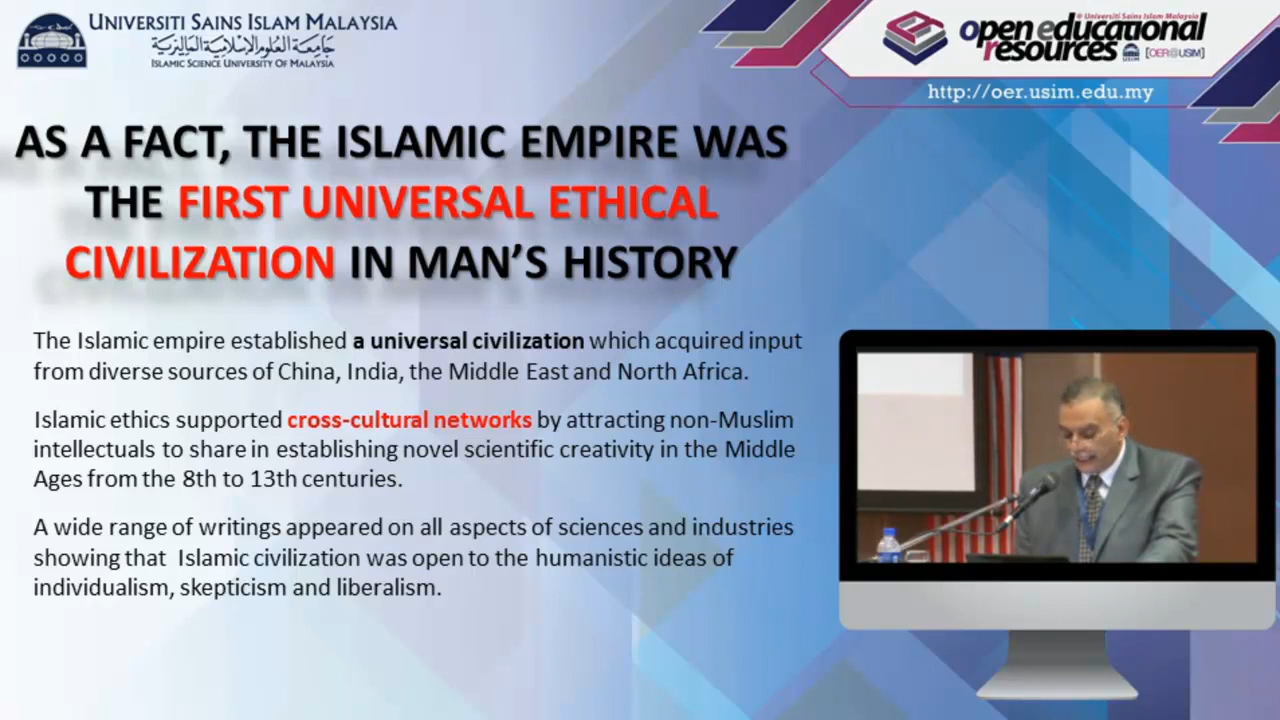 UNIVERSITI SAINS ISLAM MALAYSIA
جامعة العلوم الإسلامية الماليزية
ISLAMIC SCIENCE UNIVERSITY OF MALAYSIA
@ Universiti Sains Islam Malaysia
open educational
resources
USIM
[OER@USIM]
http://oer.usim.edu.my
AS A FACT, THE ISLAMIC EMPIRE WAS
THE FIRST UNIVERSAL ETHICAL
CIVILIZATION IN MAN’S HISTORY
The Islamic empire established a universal civilization which acquired input
from diverse sources of China, India, the Middle East and North Africa.
Islamic ethics supported cross-cultural networks by attracting non-Muslim
intellectuals to share in establishing novel scientific creativity in the Middle
Ages from the 8th to 13th centuries.
A wide range of writings appeared on all aspects of sciences and industries
showing that  Islamic civilization was open to the humanistic ideas of
individualism, skepticism and liberalism.